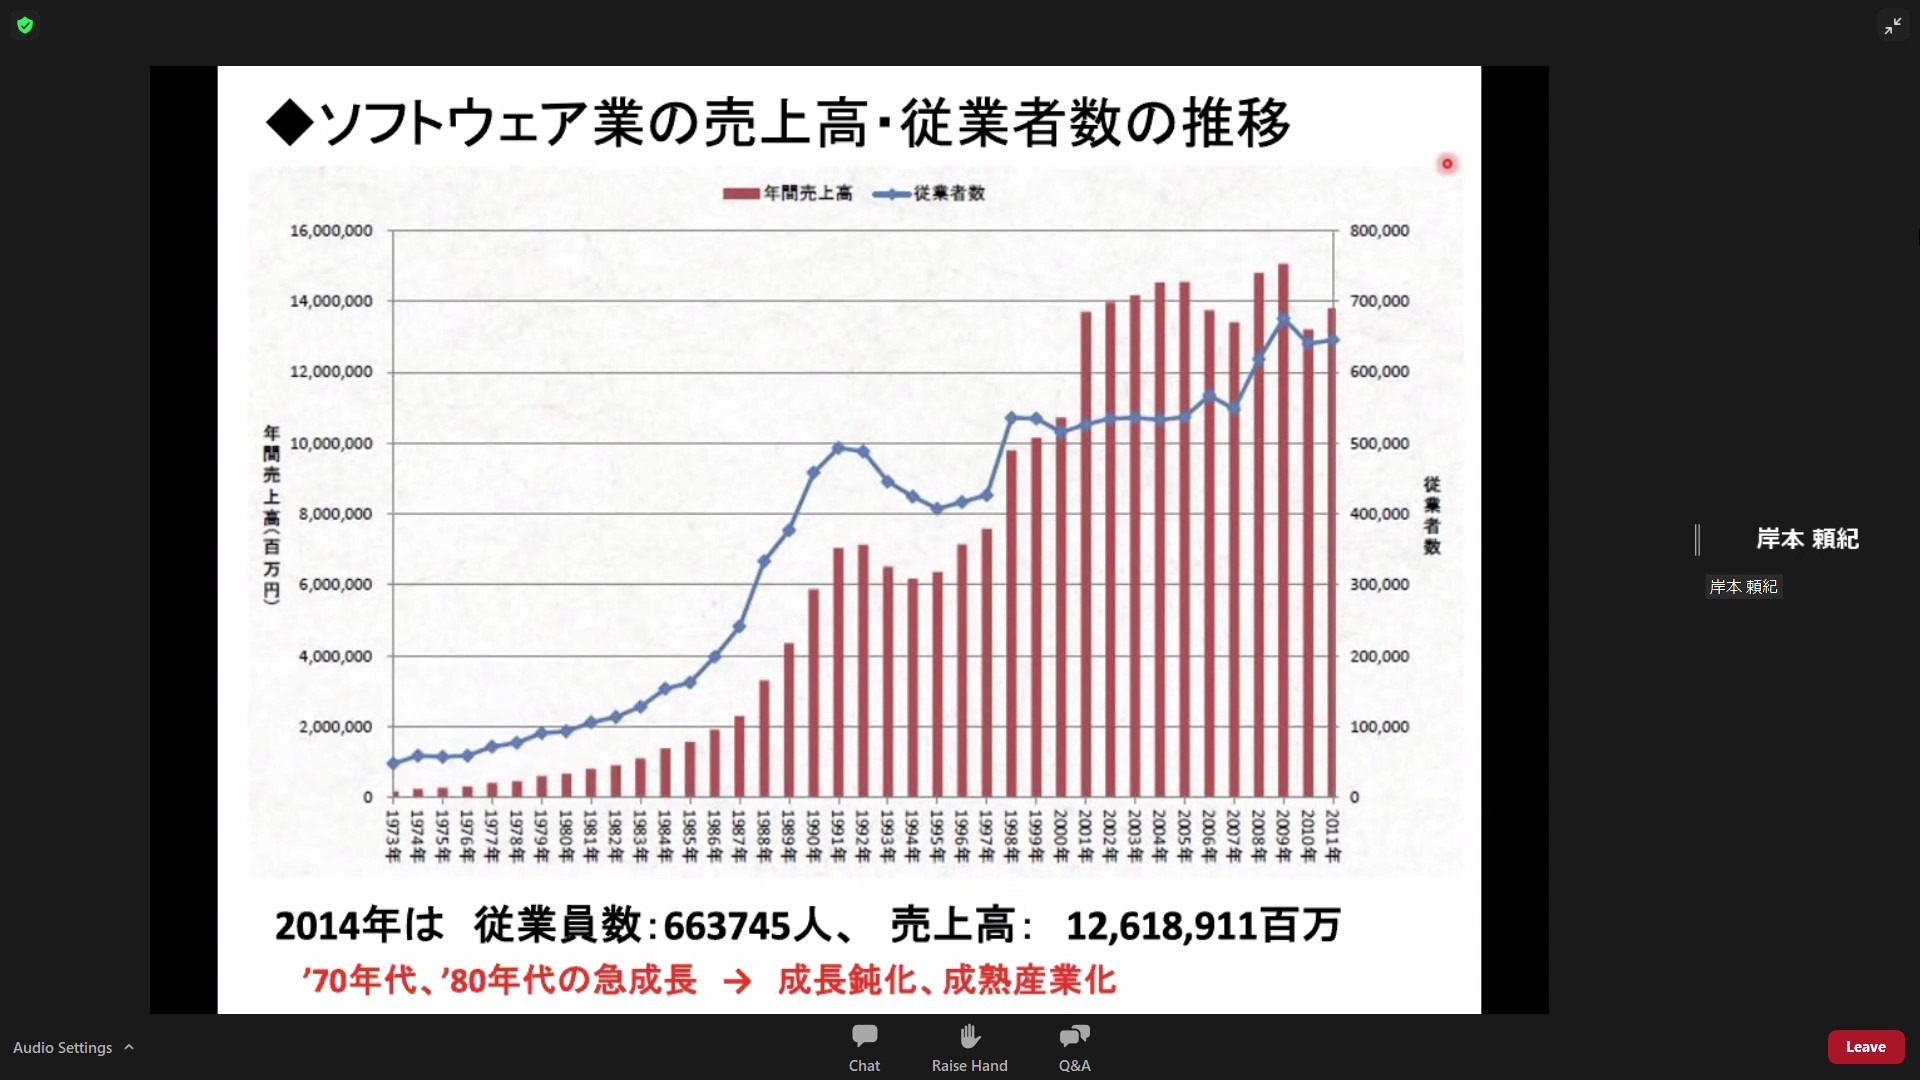 ◆ソフトウェア業の売上高・従業者数の推移
年間売上高 従業者数
16,000,000
14,000,000
12,000,000
10,000,000
8,000,000
6,000,000
4,000,000
2,000,000
0
年間売上高(百万円)
800,000
700,000
600,000
500,000
400,000
300,000
200,000
100,000
0
従業者数
1973年 1974年 1975年 1976年 1977年 1978年 1979年 1980年 1981年 1982年 1983年 1984年 1985年 1986年 1987年 1988年 1989年 1990年 1991年 1992年 1993年 1994年 1995年 1996年 1997年 1998年 1999年 2000年 2001年 2002年 2003年 2004年 2005年 2006年 2007年 2008年 2009年 2010年 2011年
2014年は 従業員数:663745人、 売上高: 12,618,911百万
’70年代、’80年代の急成長 → 成長鈍化、成熟産業化
岸本 頼紀
岸本 頼紀
Audio Settings
Chat
Raise Hand
Q&A
Leave